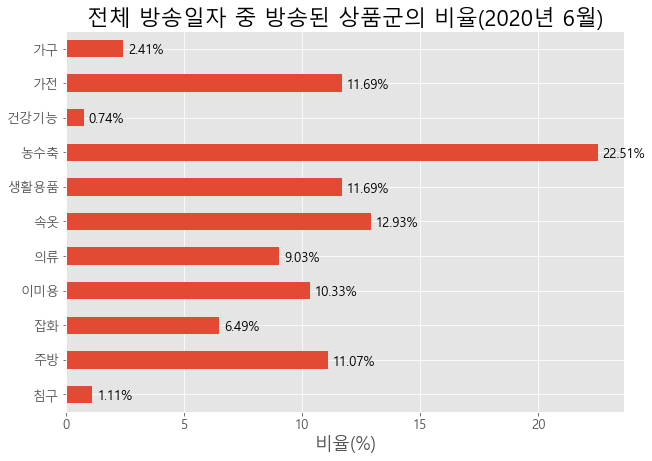 전체 방송일자 중 방송된 상품군의 비율(2020년 6월)
가구 2.41%
가전 11.69%
건강기능 0.74%
농수축 22.51%
생활용품 11.69%
속옷 12.93%
의류 9.03%
이미용 10.33%
잡화 6.49%
주방 11.07%
침구 1.11%
0 5 10 15 20
비율(%)